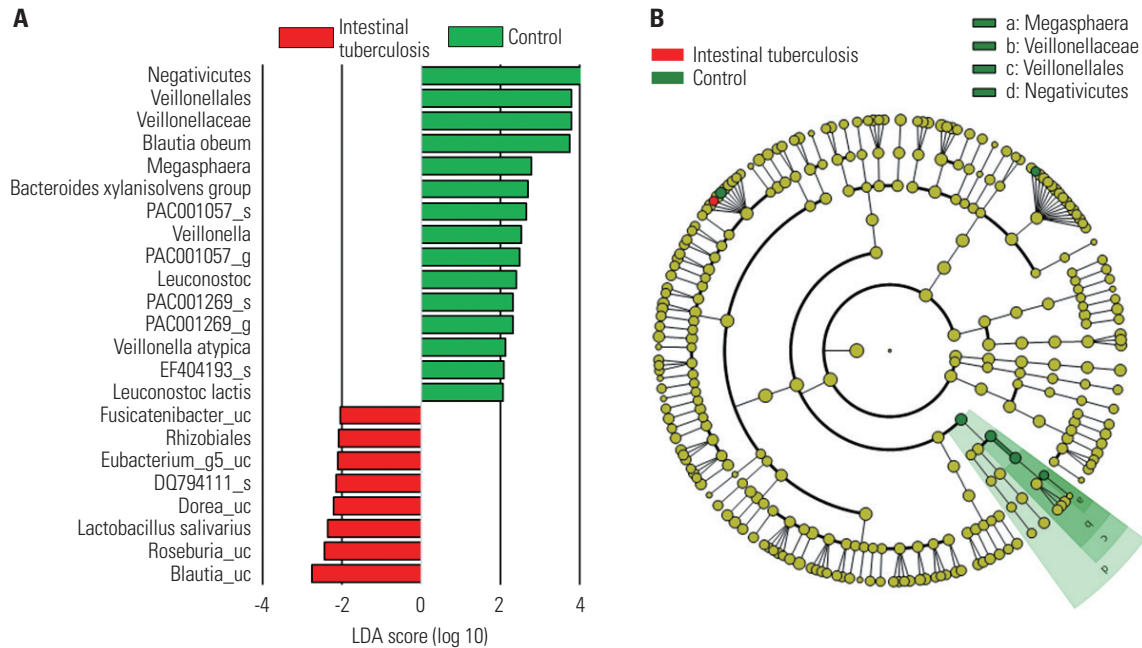 A
Intestinal
tuberculosis
Control
Negativicutes
Veillonellales
Veillonellaceae
Blautia obeum
Megasphaera
Bacteroides xylanisolvens group
PAC001057_s
Veillonella
PAC001057_g
Leuconostoc
PAC001269_s
PAC001269_g
Veillonella atypica
EF404193_s
Leuconostoc lactis
Fusicatenibacter_uc
Rhizobiales
Eubacterium_g5_uc
DQ794111_s
Dorea_uc
Lactobacillus salivarius
Roseburia_uc
Blautia_uc
-4 -2 0 2 4
LDA score (log 10)
B
Intestinal tuberculosis
Control
a: Megasphaera
b: Veillonellaceae
c: Veillonellales
d: Negativicutes
a
b
c
d